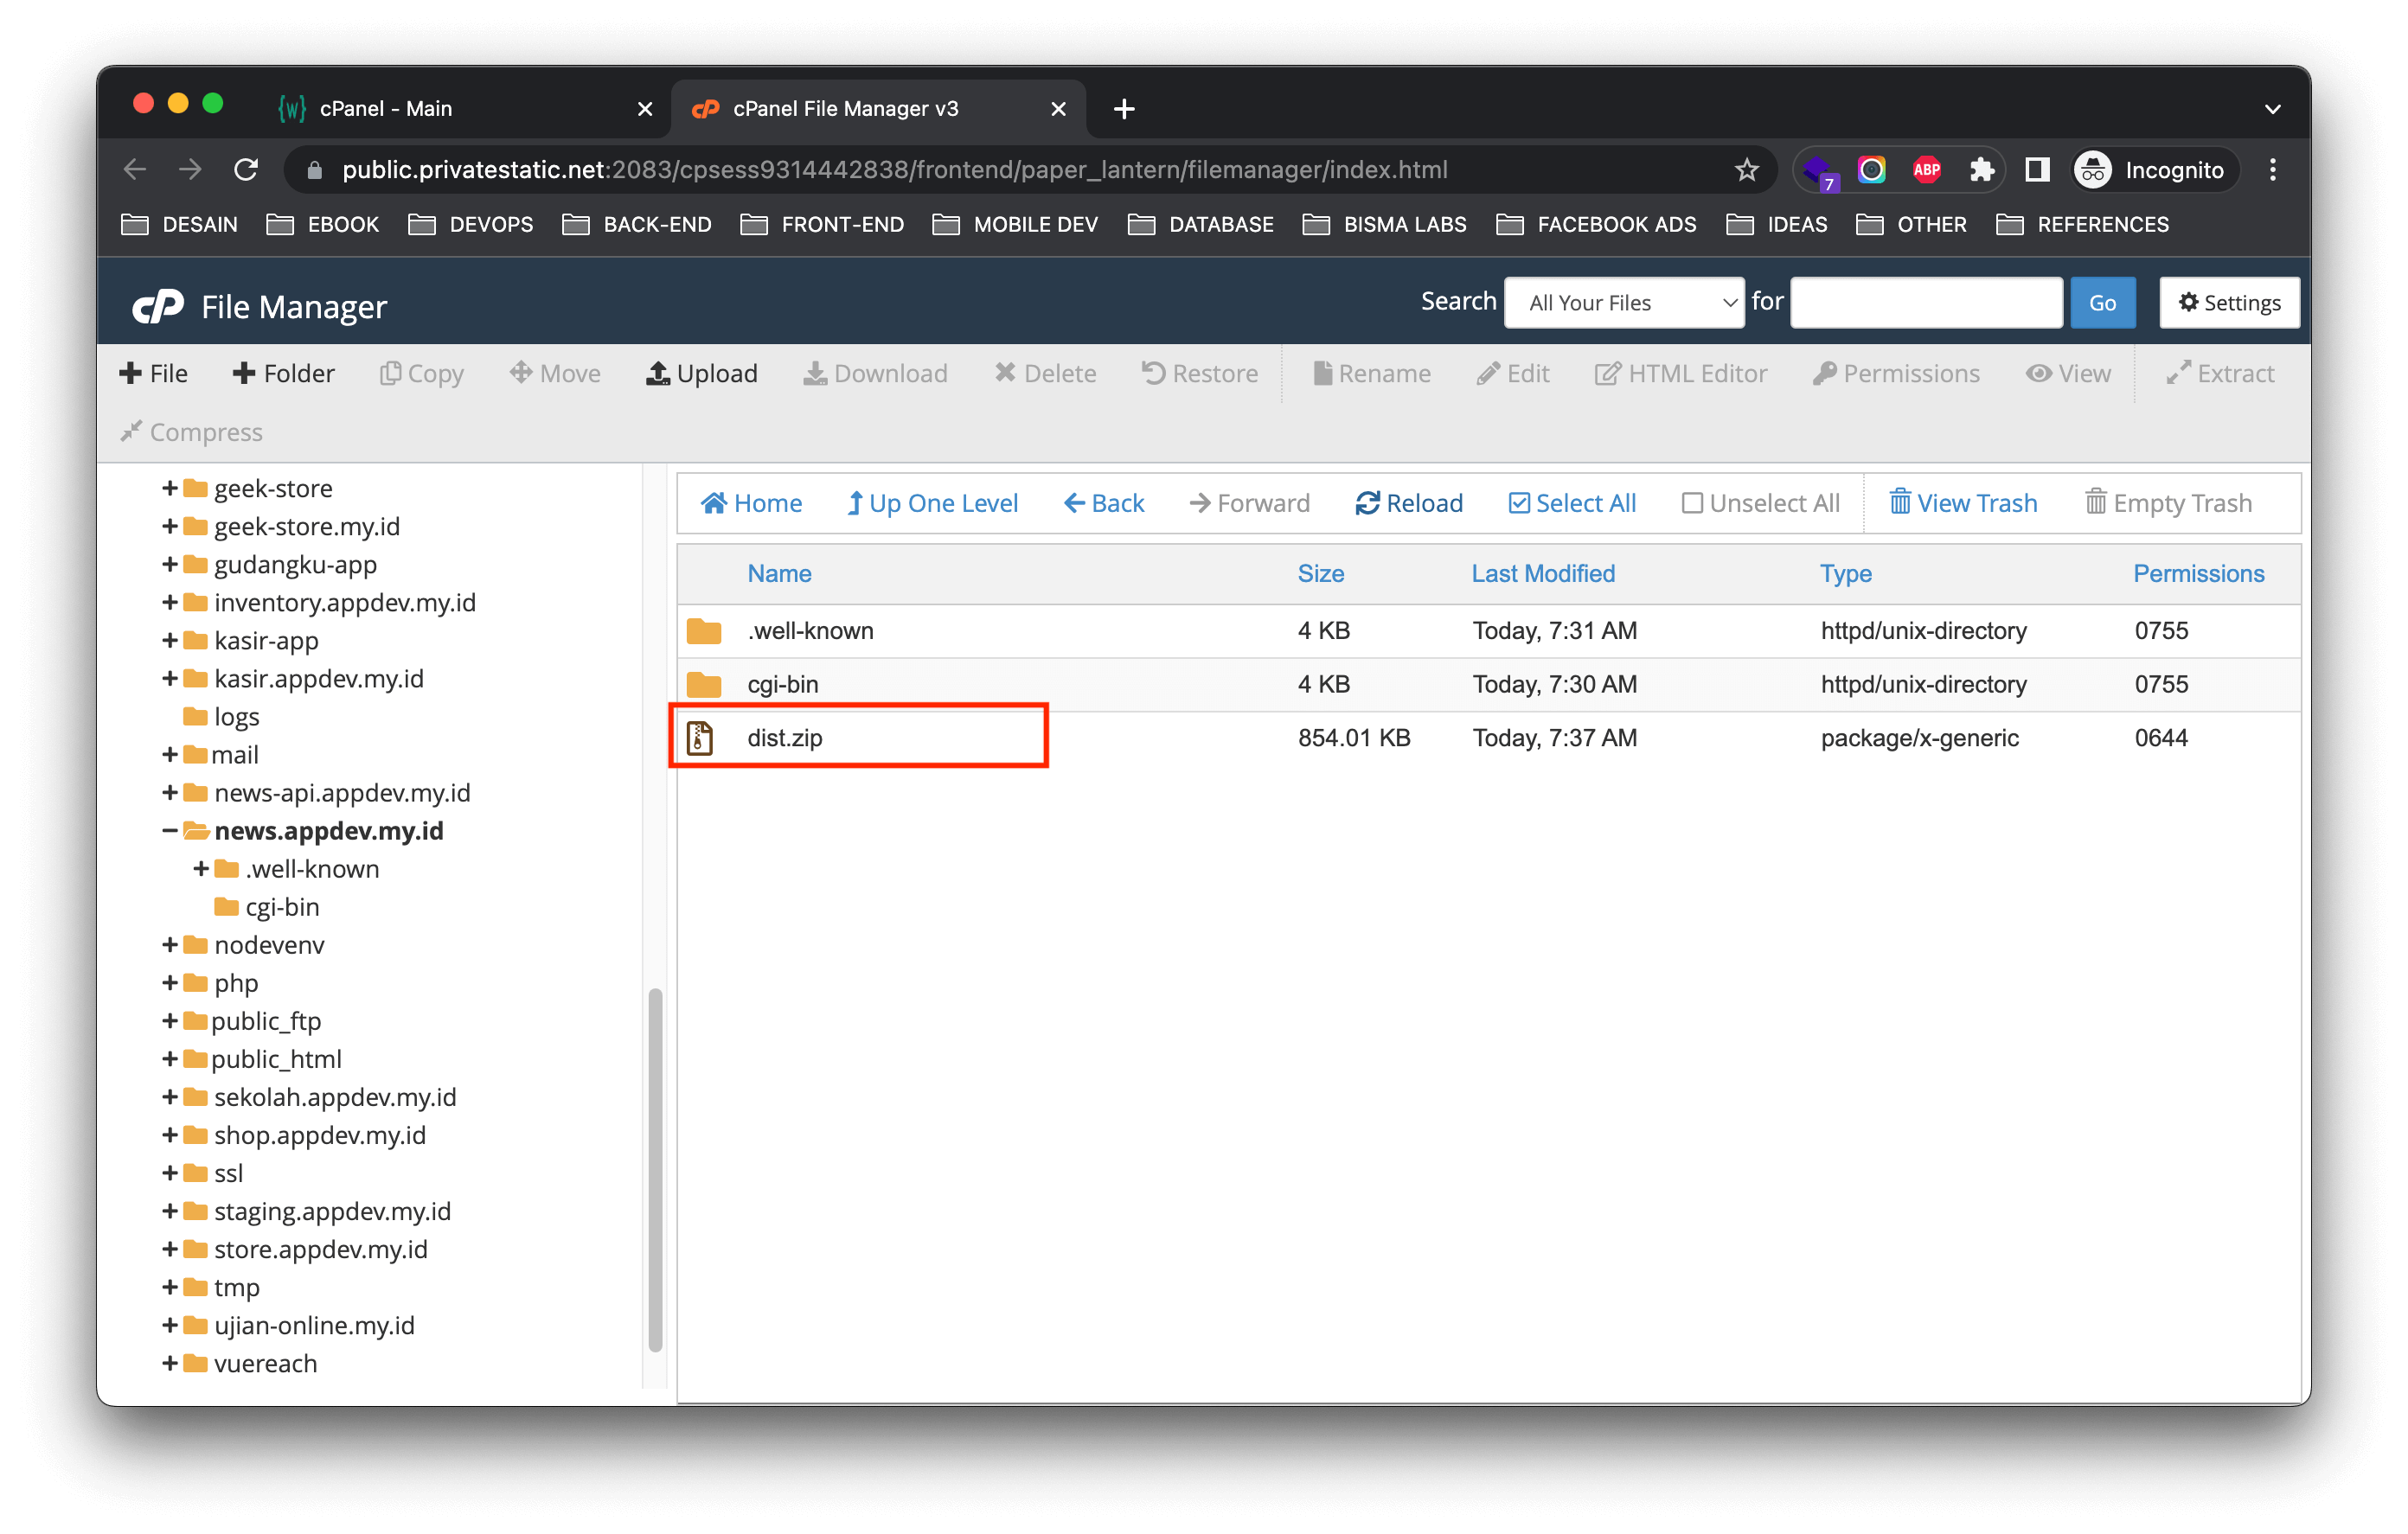 cPanel - Main
cPanel File Manager v3
public.privatestatic.net:2083/cpsess9314442838/frontend/paper_lantern/filemanager/index.html
7
ABP
Incognito
DESAIN EBOOK DEVOPS BACK-END FRONT-END MOBILE DEV DATABASE BISMA LABS FACEBOOK ADS IDEAS OTHER REFERENCES
cP File Manager
Search All Your Files for Go Settings
File Folder Copy Move Upload Download Delete Restore Rename Edit HTML Editor Permissions View Extract
Compress
geek-store
geek-store.my.id
gudangku-app
inventory.appdev.my.id
kasir-app
kasir.appdev.my.id
logs
mail
news-api.appdev.my.id
news.appdev.my.id
.well-known
cgi-bin
nodevenv
php
public_ftp
public_html
sekolah.appdev.my.id
shop.appdev.my.id
ssl
staging.appdev.my.id
store.appdev.my.id
tmp
ujian-online.my.id
vuereach
Home Up One Level Back Forward Reload Select All Unselect All View Trash Empty Trash
Name Size Last Modified Type Permissions
.well-known 4 KB Today, 7:31 AM httpd/unix-directory 0755
cgi-bin 4 KB Today, 7:30 AM httpd/unix-directory 0755
dist.zip 854.01 KB Today, 7:37 AM package/x-generic 0644